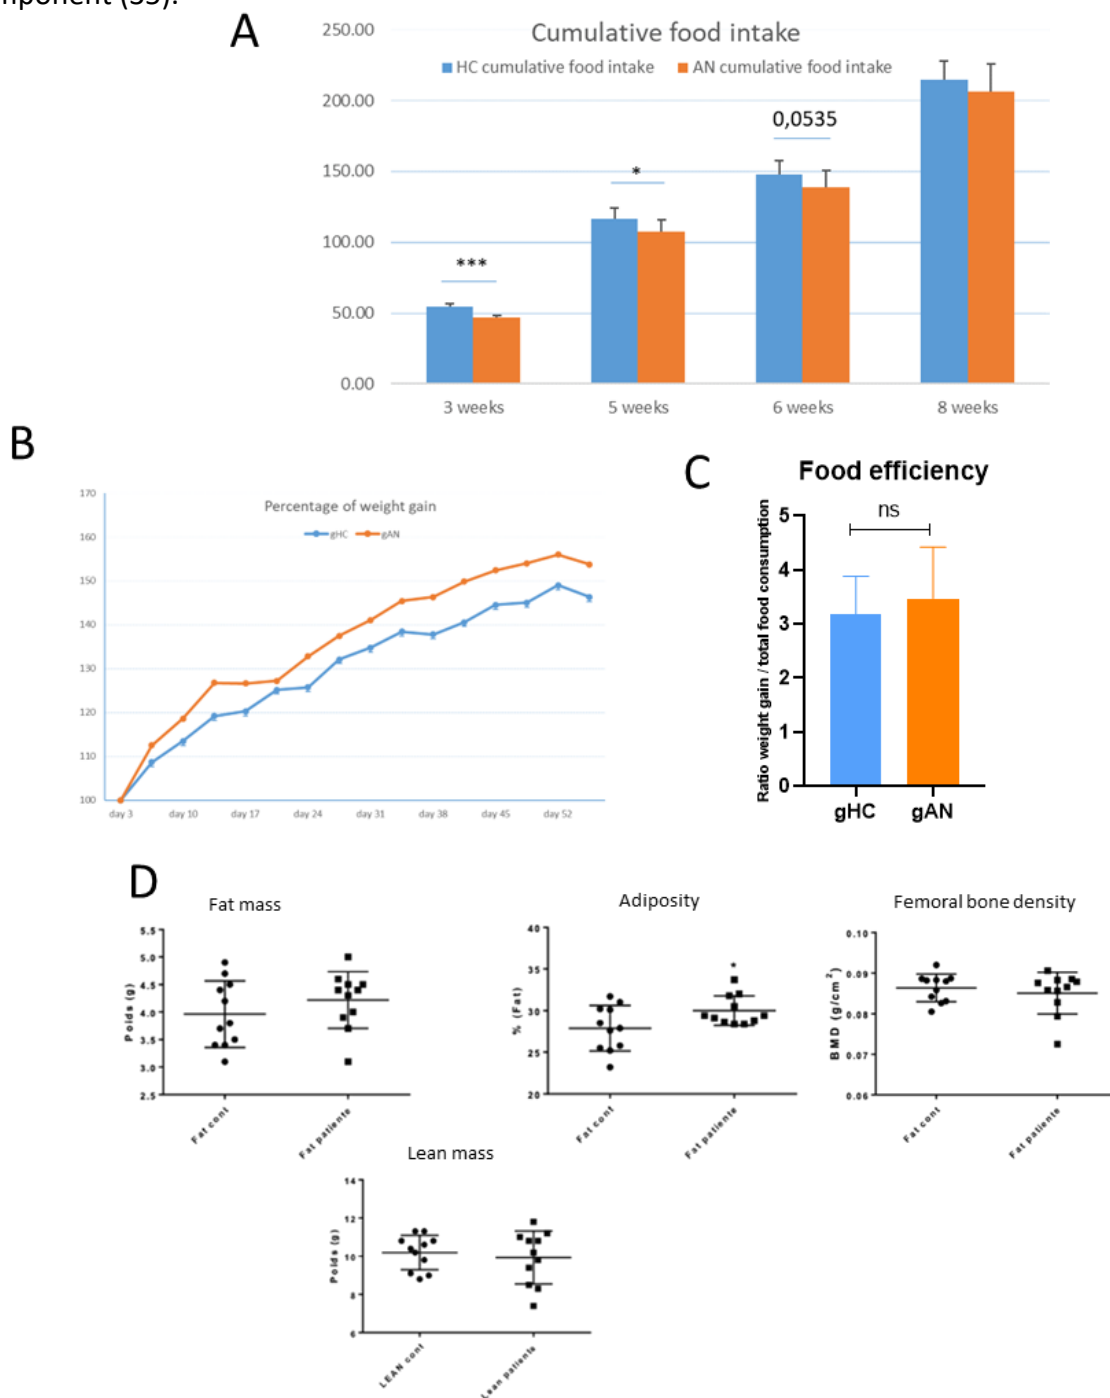 mponent (33).
A
Cumulative food intake
HC cumulative food intake AN cumulative food intake
250.00
200.00
150.00
100.00
50.00
0.00
***
*
0,0535
3 weeks 5 weeks 6 weeks 8 weeks
B
Percentage of weight gain
gHC gAN
170
160
150
140
130
120
110
100
day 3 day 10 day 17 day 24 day 31 day 38 day 45 day 52
C
Food efficiency
ns
Ratio weight gain / total food consumption
5
4
3
2
1
0
gHC gAN
D
Fat mass
Poids (g)
5.5
5.0
4.5
4.0
3.5
3.0
2.5
Fat cont
Fat patiente
Adiposity
% (Fat)
40
35
30
25
20
*
Fat cont
Fat patiente
Femoral bone density
BMD (g/cm²)
0.10
0.09
0.08
0.07
0.06
Fat cont
Fat patiente
Lean mass
Poids (g)
14
12
10
8
6
LEAN cont
Lean patiente